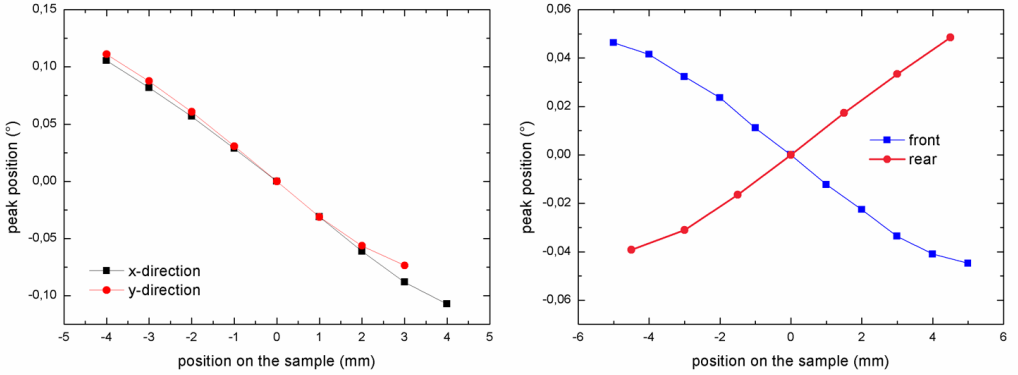 0,15
0,10
0,05
0,00
-0,05
-0,10
peak position (°)
x-direction
y-direction
-5 -4 -3 -2 -1 0 1 2 3 4 5
position on the sample (mm)
0,06
0,04
0,02
0,00
-0,02
-0,04
-0,06
peak position (°)
front
rear
-6 -4 -2 0 2 4 6
position on the sample (mm)